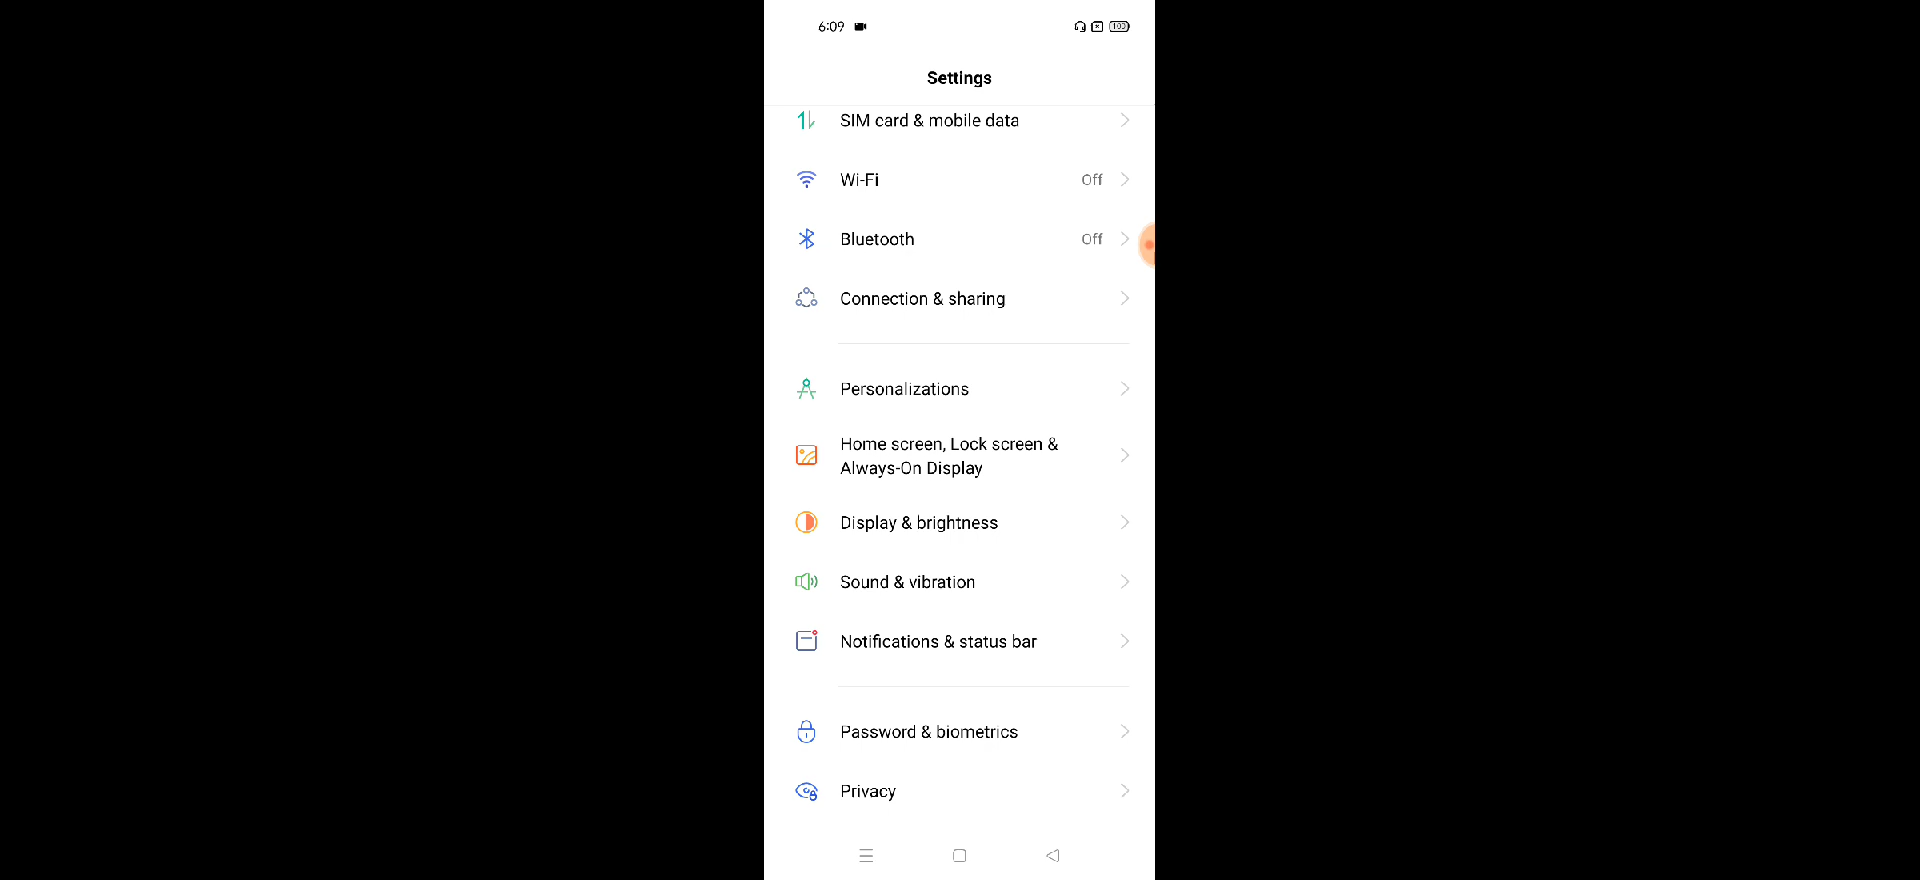 6:09
100
Settings
SIM card & mobile data
Wi-Fi Off
Bluetooth Off
Connection & sharing
Personalizations
Home screen, Lock screen &
Always-On Display
Display & brightness
Sound & vibration
Notifications & status bar
Password & biometrics
Privacy